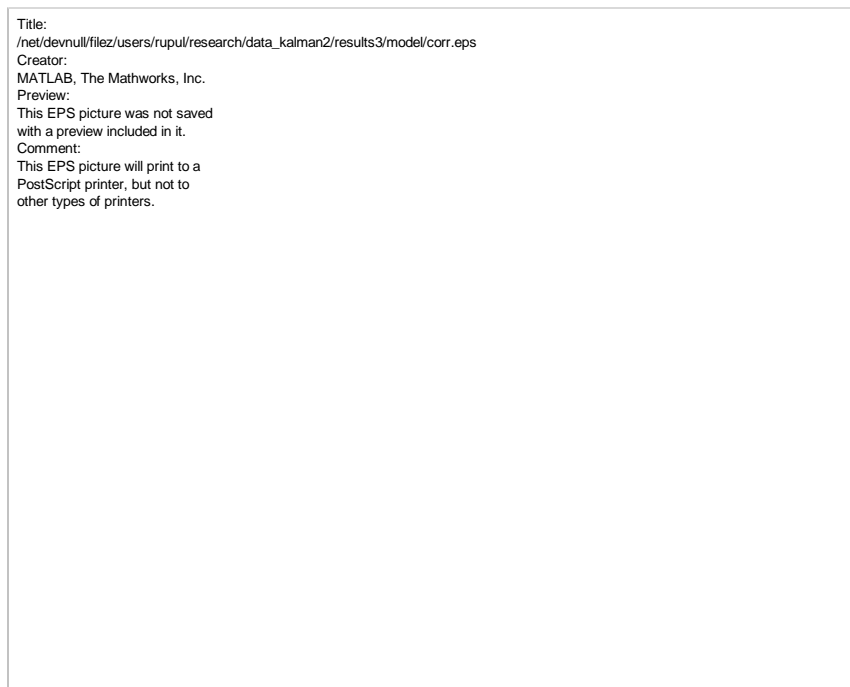 Title:
/net/devnull/filez/users/rupul/research/data_kalman2/results3/model/corr.eps
Creator:
MATLAB, The Mathworks, Inc.
Preview:
This EPS picture was not saved
with a preview included in it.
Comment:
This EPS picture will print to a
PostScript printer, but not to
other types of printers.